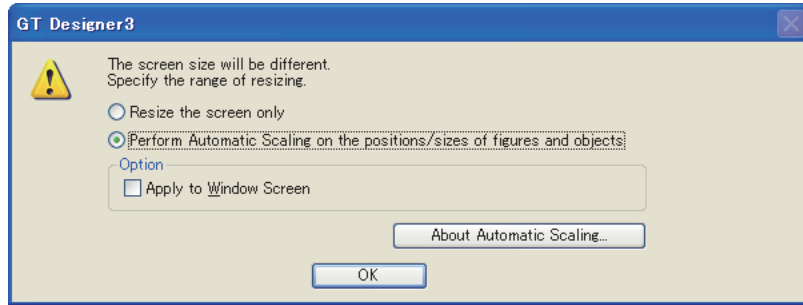 GT Designer3
The screen size will be different.
Specify the range of resizing.
Resize the screen only
Perform Automatic Scaling on the positions/sizes of figures and objects
Option
Apply to Window Screen
About Automatic Scaling...
OK